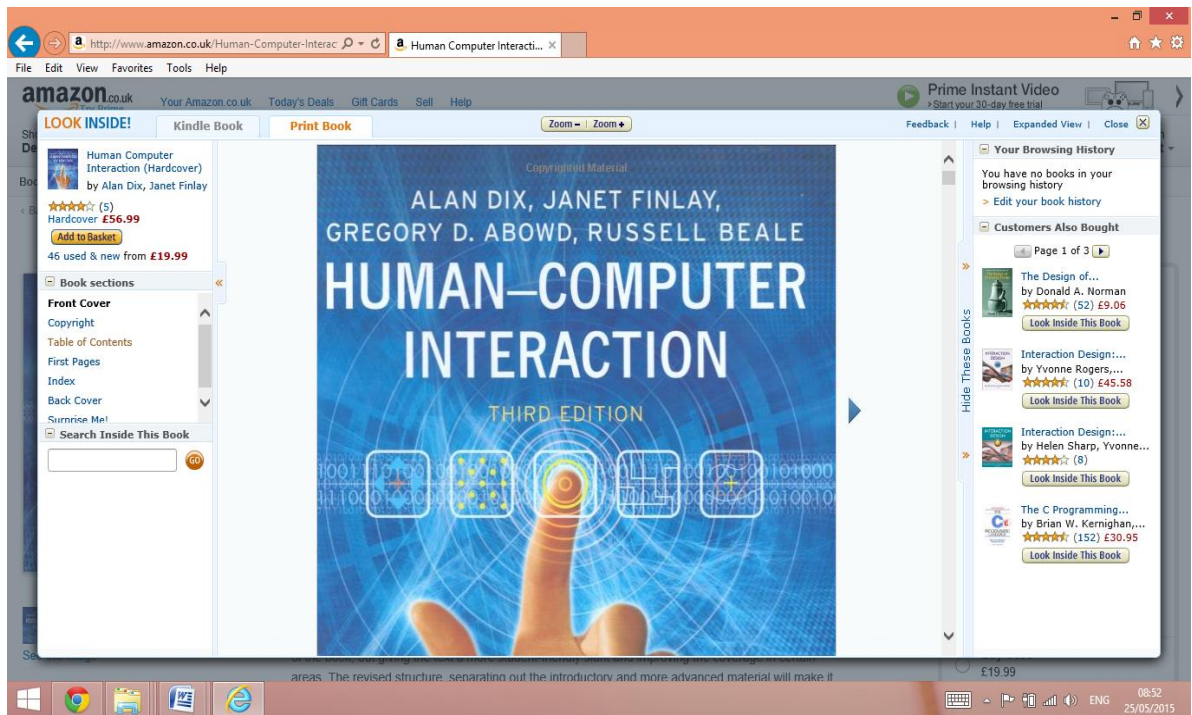 http://www.amazon.co.uk/Human-Computer-Interac
Human Computer Interacti...
File Edit View Favorites Tools Help
amazon.co.uk
Try Prime
Your Amazon.co.uk Today's Deals Gift Cards Sell Help
Prime Instant Video
Start your 30-day free trial
LOOK INSIDE!
Kindle Book
Print Book
Zoom – Zoom +
Feedback | Help | Expanded View | Close
Human Computer
Interaction (Hardcover)
by Alan Dix, Janet Finlay
(5)
Hardcover £56.99
Add to Basket
46 used & new from £19.99
Book sections
Front Cover
Copyright
Table of Contents
First Pages
Index
Back Cover
Surprise Me!
Search Inside This Book
GO
Copyrighted Material
ALAN DIX, JANET FINLAY,
GREGORY D. ABOWD, RUSSELL BEALE
HUMAN–COMPUTER
INTERACTION
THIRD EDITION
Hide These Books
Your Browsing History
You have no books in your
browsing history
> Edit your book history
Customers Also Bought
Page 1 of 3
The Design of...
by Donald A. Norman
(52) £9.06
Look Inside This Book
Interaction Design:...
by Yvonne Rogers,...
(10) £45.58
Look Inside This Book
Interaction Design:...
by Helen Sharp, Yvonne...
(8)
Look Inside This Book
The C Programming...
by Brian W. Kernighan,...
(152) £30.95
Look Inside This Book
£19.99
areas. The revised structure, separating out the introductory and more advanced material will make it
ENG
08:52
25/05/2015